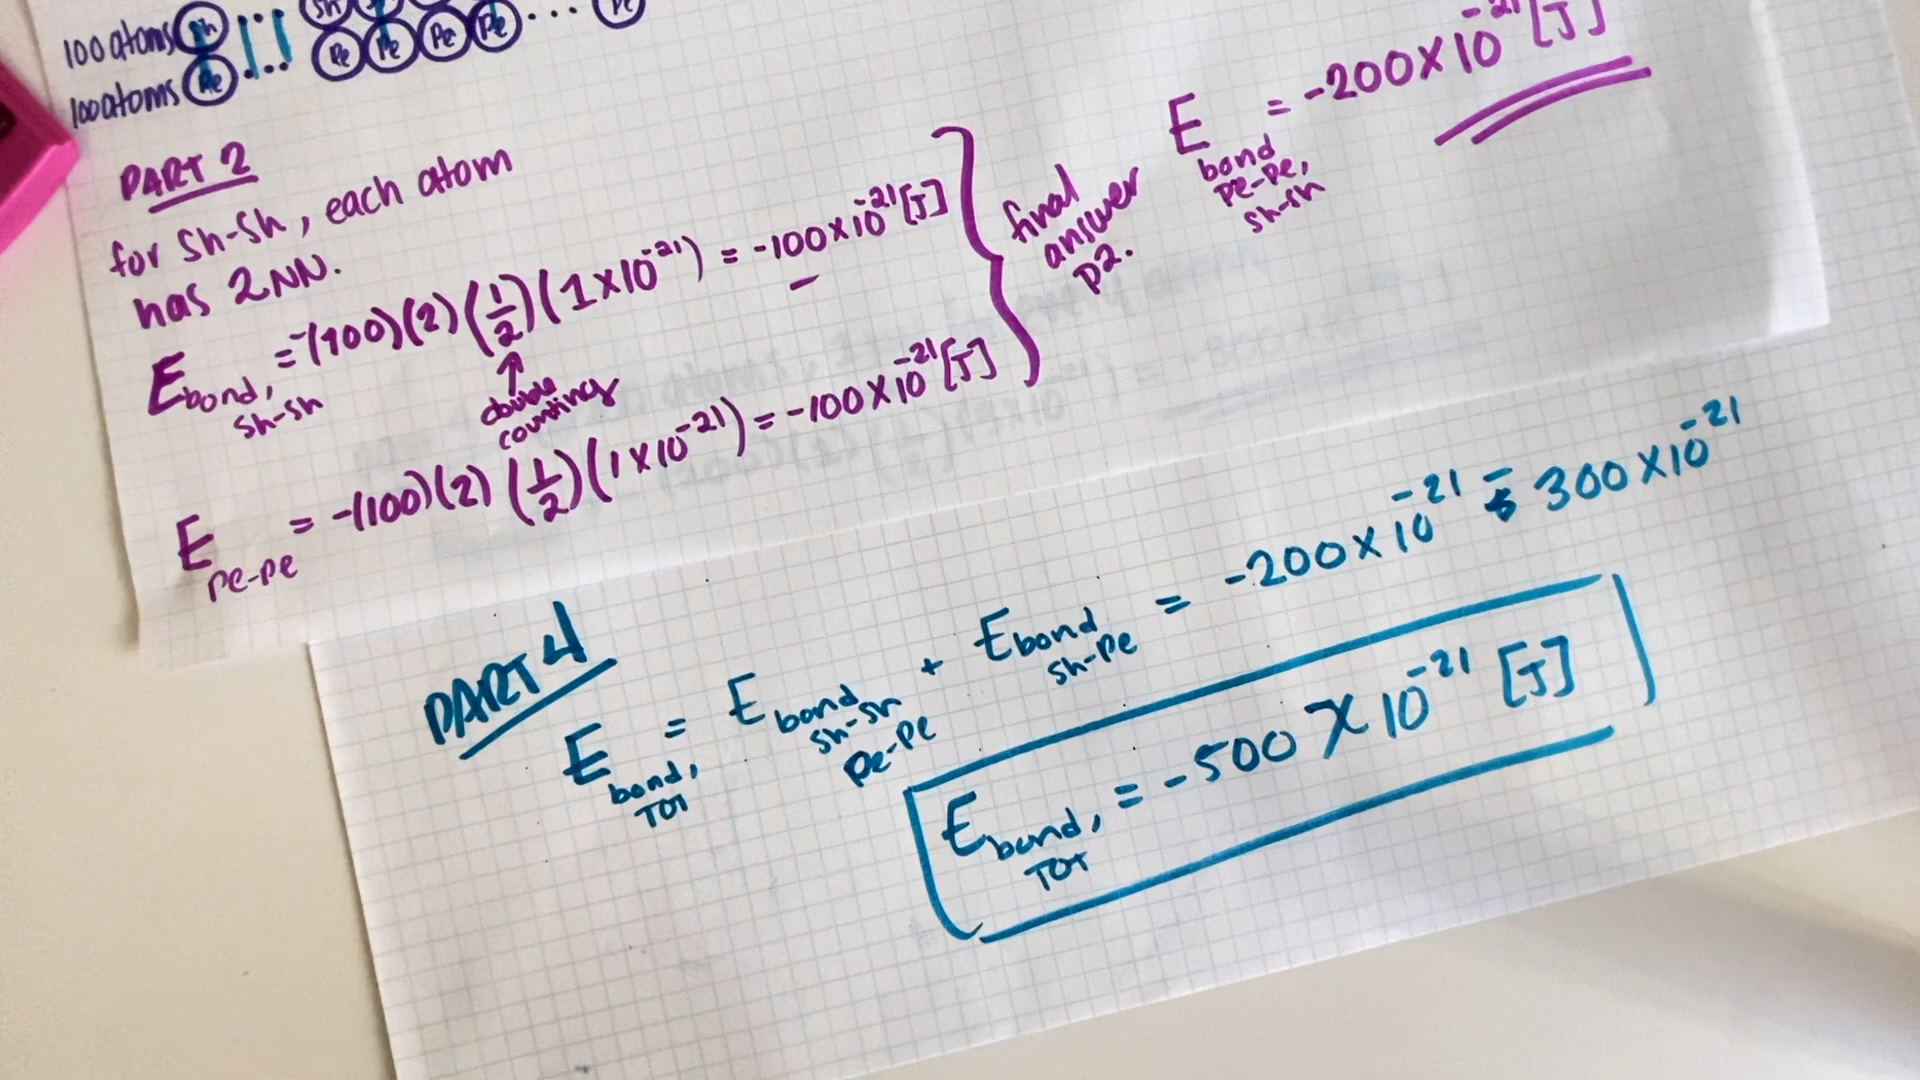 100 atoms Sh Sh
100 atoms Pe Pe Pe Pe Pe ... Pe
PART 2
for Sh-Sh, each atom
has 2NN.
E bond, Sh-Sh = -(100)(2)(1/2)(1×10^-21) = -100×10^-21 [J]
double
counting
E Pe-Pe = -(100)(2)(1/2)(1×10^-21) = -100×10^-21 [J]
final
answer
p2.
E bond Pe-Pe, Sh-Sh = -200×10^-21 [J]
PART 4
E bond, TOT = E bond Sh-Sh Pe-Pe + E bond Sh-Pe = -200×10^-21 - 300×10^-21
E bond, TOT = -500×10^-21 [J]